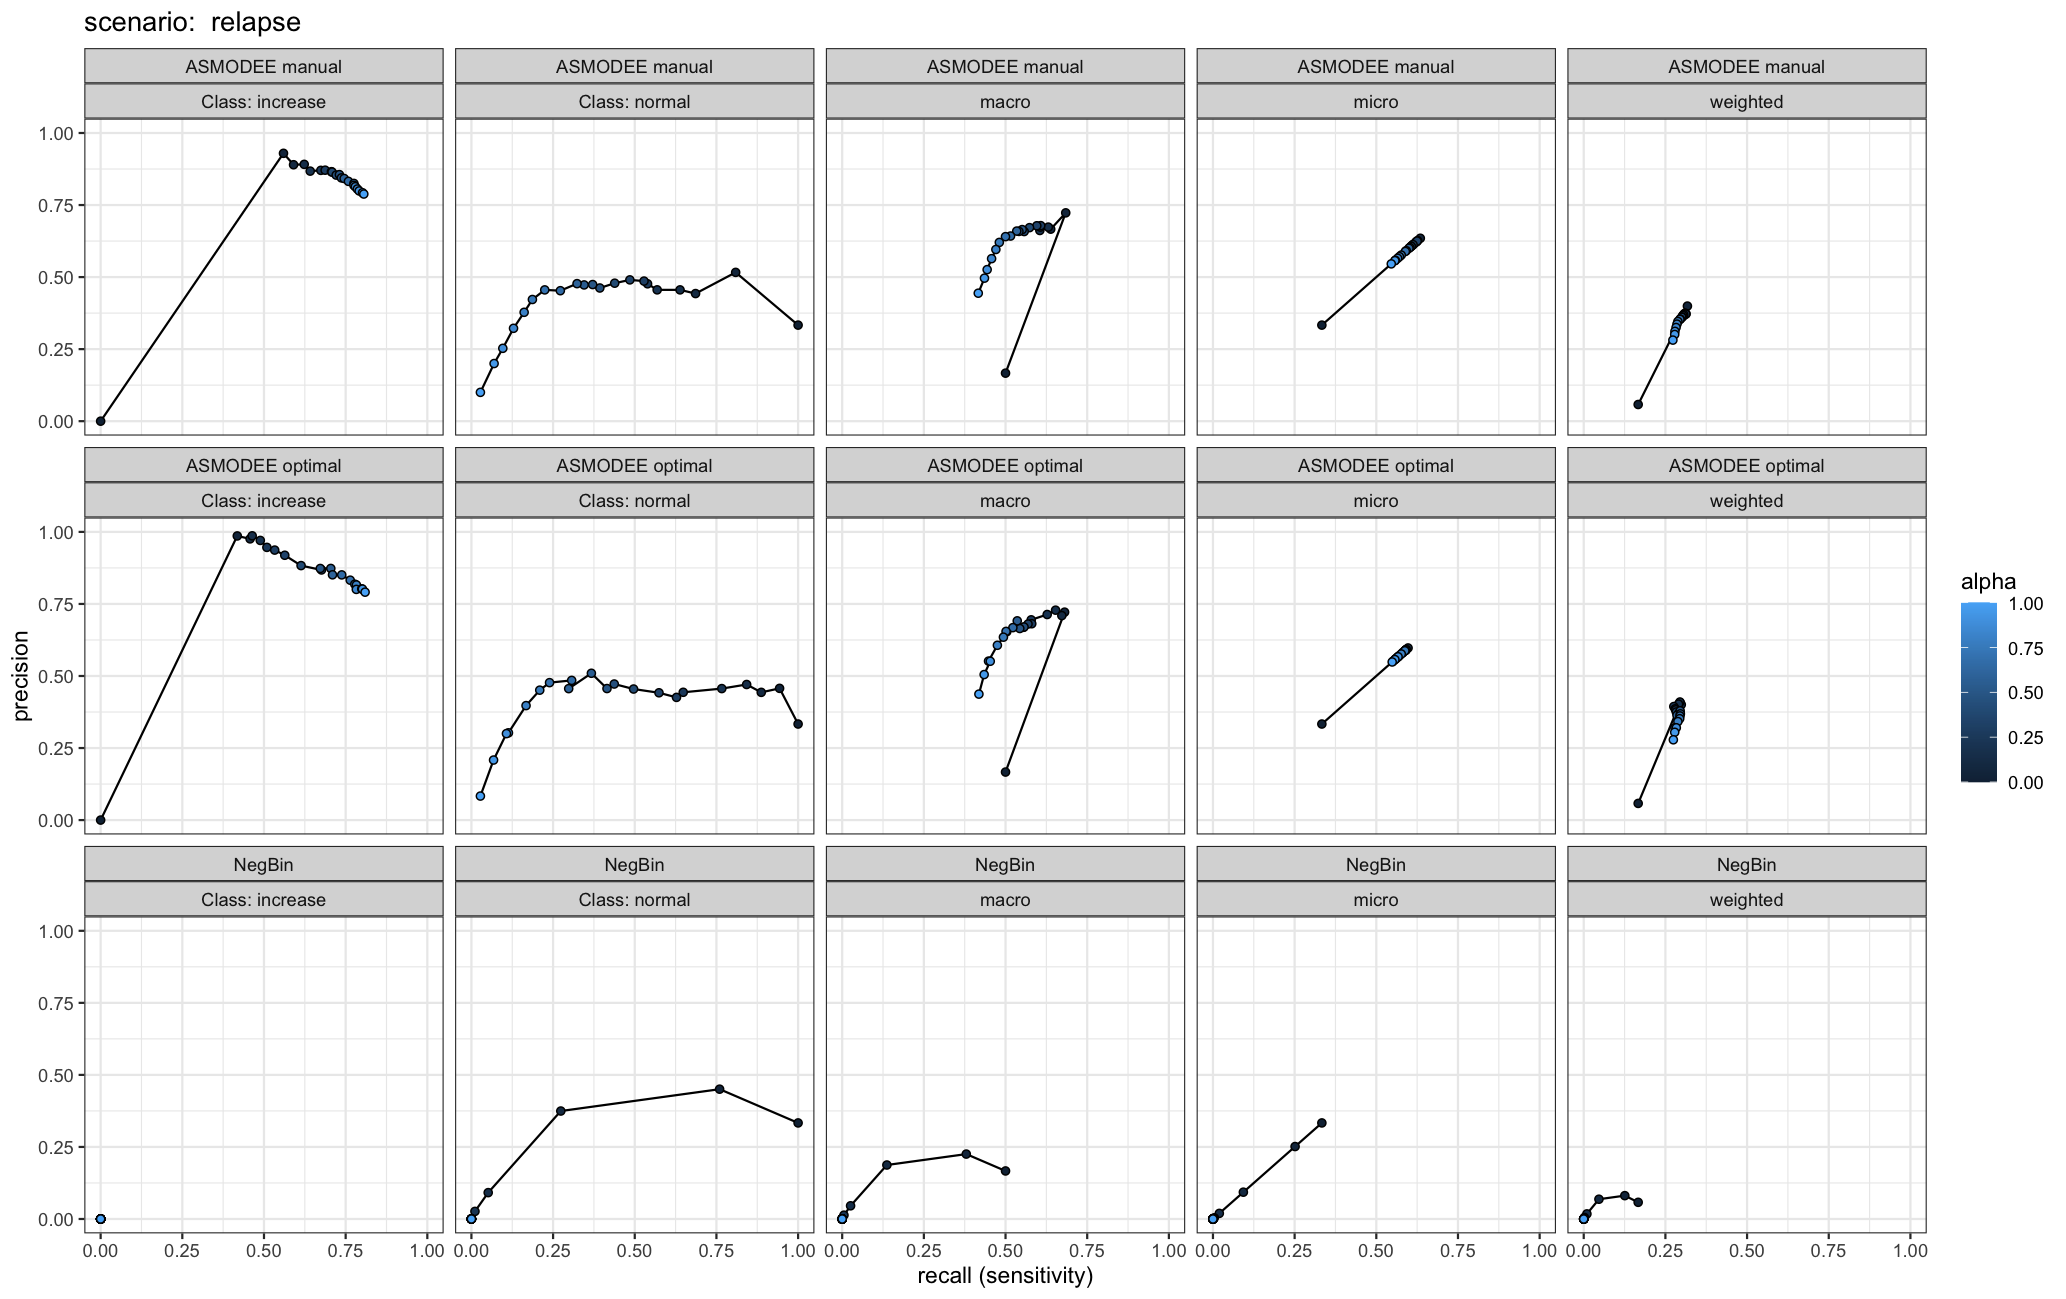 scenario:  relapse
ASMODEE manual
ASMODEE manual
ASMODEE manual
ASMODEE manual
ASMODEE manual
Class: increase
Class: normal
macro
micro
weighted
1.00
0.75
0.50
0.25
0.00
ASMODEE optimal
ASMODEE optimal
ASMODEE optimal
ASMODEE optimal
ASMODEE optimal
Class: increase
Class: normal
macro
micro
weighted
1.00
0.75
0.50
0.25
0.00
precision
NegBin
NegBin
NegBin
NegBin
NegBin
Class: increase
Class: normal
macro
micro
weighted
1.00
0.75
0.50
0.25
0.00
0.00 0.25 0.50 0.75 1.00
0.00 0.25 0.50 0.75 1.00
0.00 0.25 0.50 0.75 1.00
0.00 0.25 0.50 0.75 1.00
0.00 0.25 0.50 0.75 1.00
recall (sensitivity)
alpha
1.00
0.75
0.50
0.25
0.00